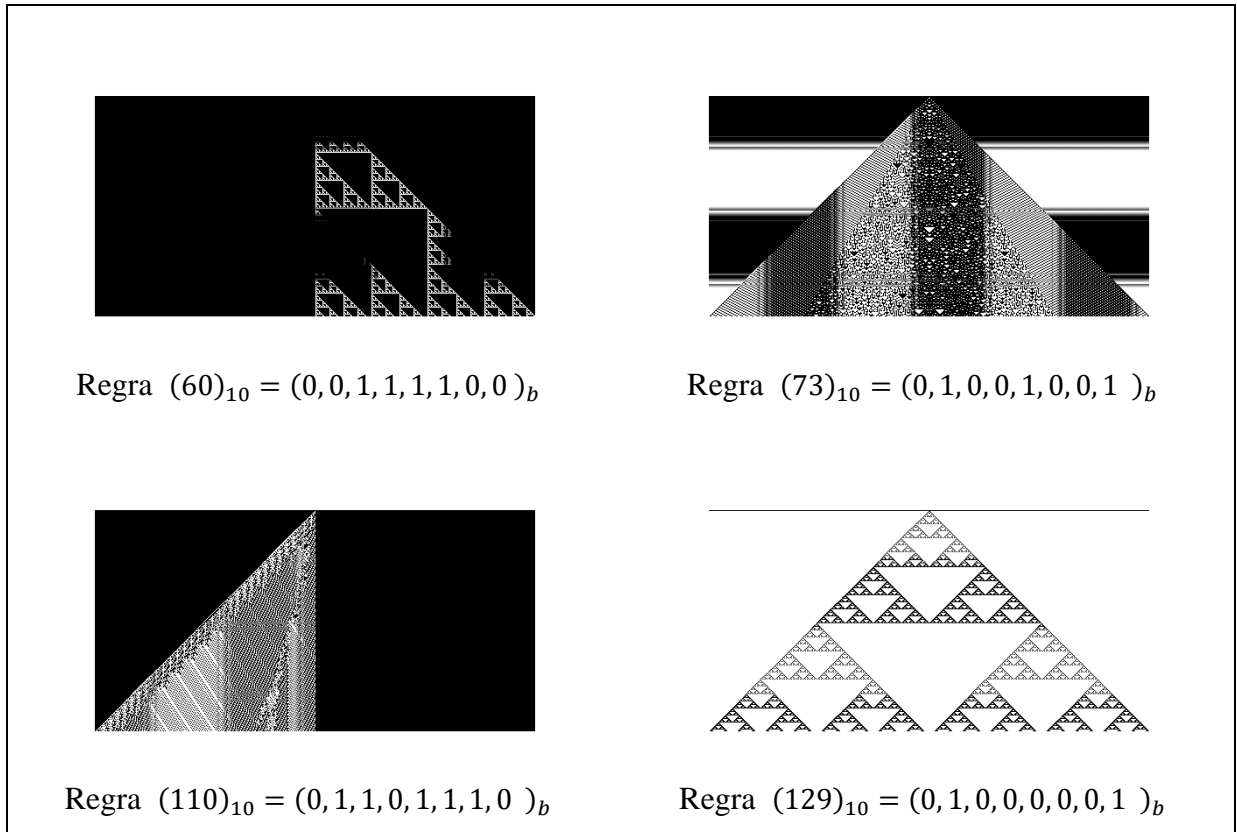 Regra (60)₁₀ = (0, 0, 1, 1, 1, 1, 0, 0 )_b
Regra (73)₁₀ = (0, 1, 0, 0, 1, 0, 0, 1 )_b
Regra (110)₁₀ = (0, 1, 1, 0, 1, 1, 1, 0 )_b
Regra (129)₁₀ = (0, 1, 0, 0, 0, 0, 0, 1 )_b